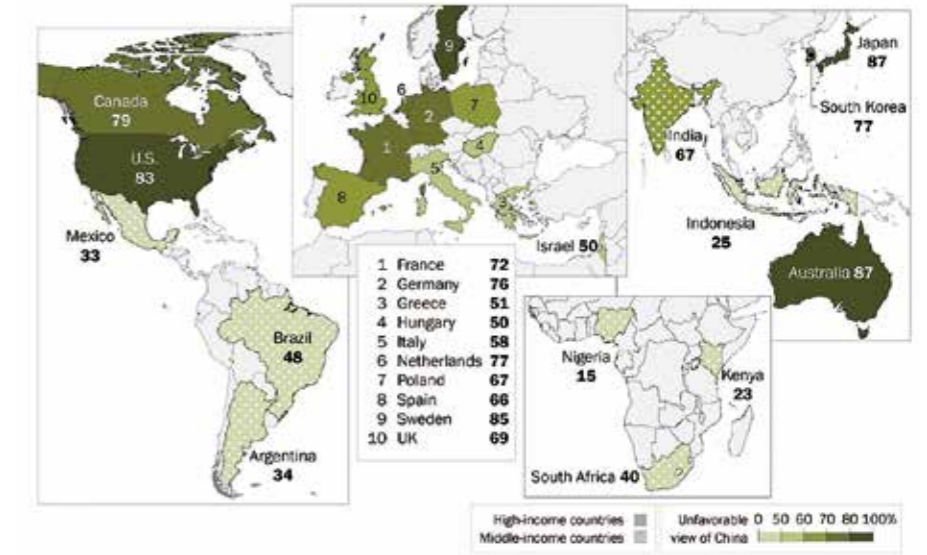 Canada
79
U.S.
83
Mexico
33
Brazil
48
Argentina
34
9
6
10
2
7
1
4
5
8
3
Israel 50
1 France 72
2 Germany 76
3 Greece 51
4 Hungary 50
5 Italy 58
6 Netherlands 77
7 Poland 67
8 Spain 66
9 Sweden 85
10 UK 69
Japan
87
South Korea
77
India
67
Indonesia
25
Australia 87
Nigeria
15
Kenya
23
South Africa 40
High-income countries
Middle-income countries
Unfavorable 0 50 60 70 80 100%
view of China